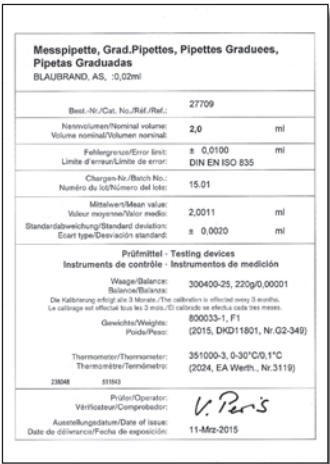 Messpipette, Grad.Pipettes, Pipettes Graduees,
Pipetas Graduadas
BLAUBRAND, AS, :0,02ml
Best.-Nr./Cat. No./Réf./Ref.: 27709
Nennvolumen/Nominal volume: 2,0 ml
Volume nominal/Volumen nominal:
Fehlergrenze/Error limit: ± 0,0100 ml
Limite d'erreur/Límite de error: DIN EN ISO 835
Chargen-Nr./Batch No.: 15.01
Numéro du lot/Número del lote:
Mittelwert/Mean value: 2,0011 ml
Valeur moyenne/Valor medio:
Standardabweichung/Standard deviation: ± 0,0020 ml
Ecart type/Desviación standard:
Prüfmittel - Testing devices
Instruments de contrôle - Instrumentos de medición
Waage/Balance: 300400-25, 220g/0,00001
Balance/Balanza:
Die Kalibrierung erfolgt alle 3 Monate./The calibration is effected every 3 months.
Le calibrage est effectué tous les 3 mois./El calibrado se efectua cada tres meses.
Gewichte/Weights: 800033-1, F1
Poids/Peso: (2015, DKD11801, Nr.G2-349)
Thermometer/Thermometer: 351000-3, 0-30°C/0,1°C
Thermomètre/Termómetro: (2024, EA Werth., Nr.3119)
238048 511643
Prüfer/Operator: V. Peris
Vérificateur/Comprobador:
Ausstellungsdatum/Date of issue: 11-Mrz-2015
Date de délivrance/Fecha de exposición: